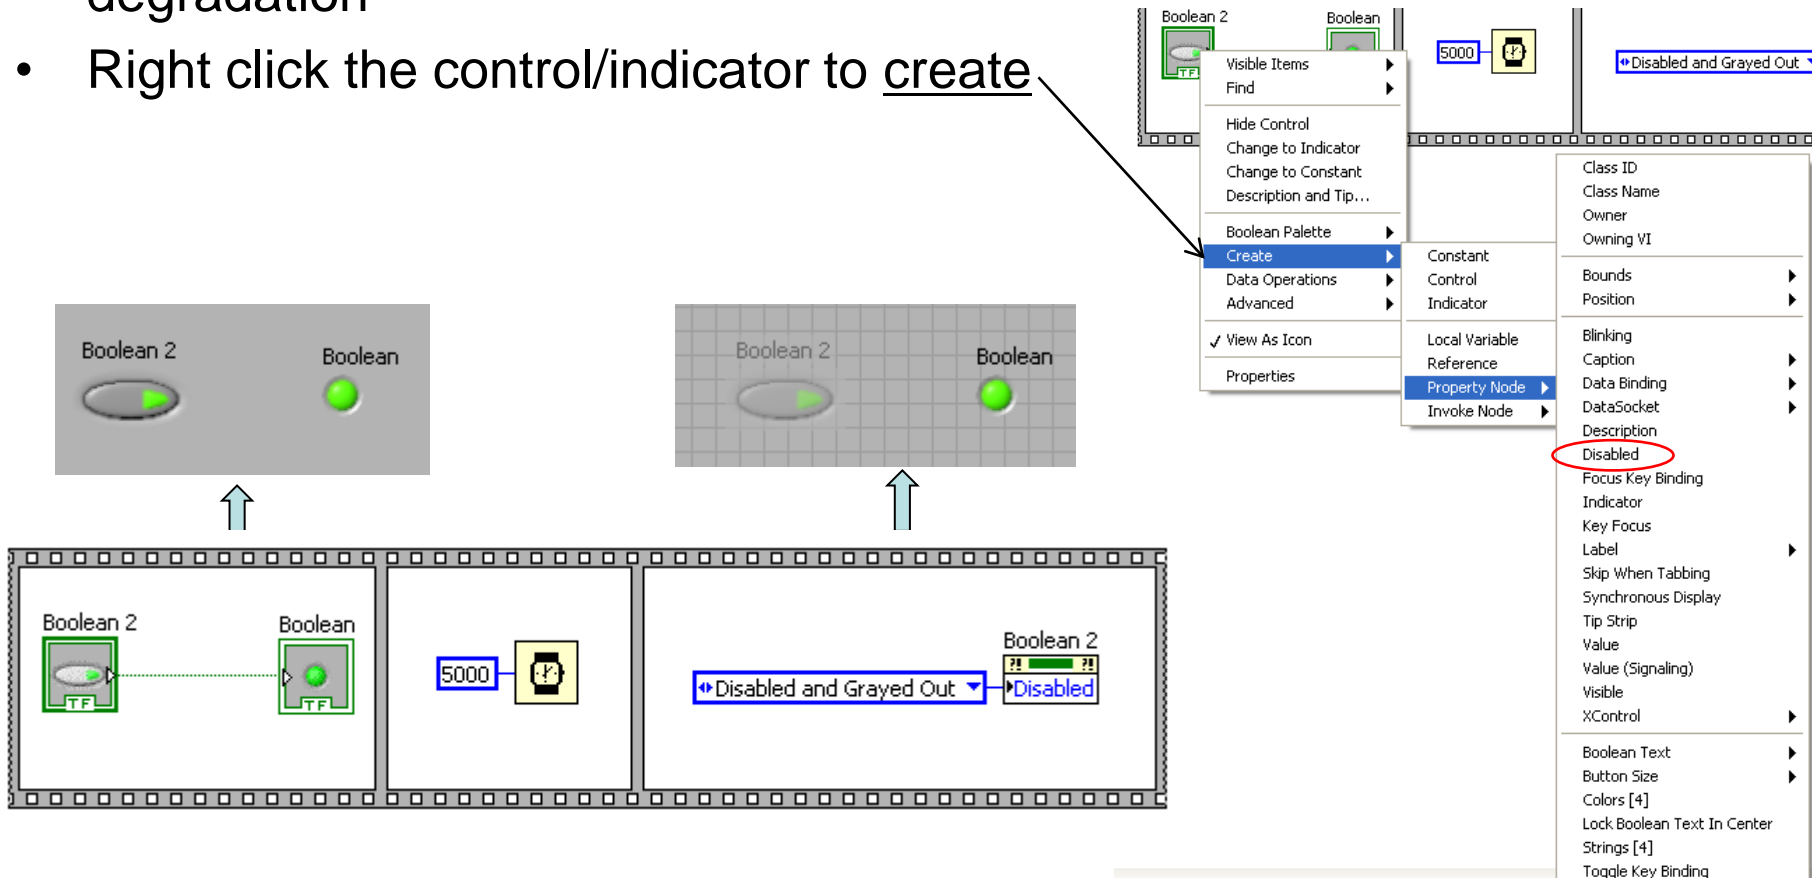 degradation
• Right click the control/indicator to create
Boolean 2
Boolean
TF
5000
Disabled and Grayed Out
Visible Items
Find
Hide Control
Change to Indicator
Change to Constant
Description and Tip...
Boolean Palette
Create
Data Operations
Advanced
View As Icon
Properties
Constant
Control
Indicator
Local Variable
Reference
Property Node
Invoke Node
Class ID
Class Name
Owner
Owning VI
Bounds
Position
Blinking
Caption
Data Binding
DataSocket
Description
Disabled
Focus Key Binding
Indicator
Key Focus
Label
Skip When Tabbing
Synchronous Display
Tip Strip
Value
Value (Signaling)
Visible
XControl
Boolean Text
Button Size
Colors [4]
Lock Boolean Text In Center
Strings [4]
Toggle Key Binding
Boolean 2
Boolean
Boolean 2
Boolean
Boolean 2
Boolean
TF
TF
5000
Disabled and Grayed Out
Boolean 2
?! ?!
Disabled